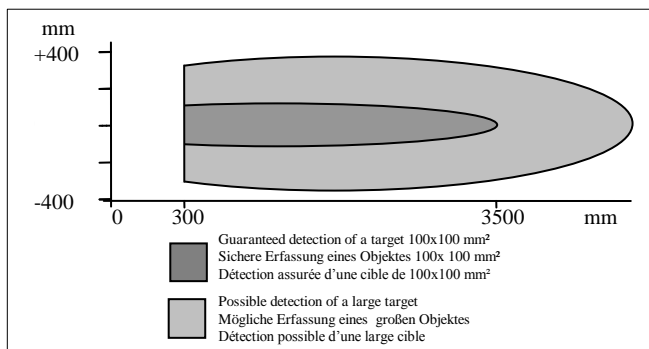 mm
+400
-400
0 300 3500 mm
Guaranteed detection of a target 100x100 mm²
Sichere Erfassung eines Objektes 100x 100 mm²
Détection assurée d'une cible de 100x100 mm²
Possible detection of a large target
Mögliche Erfassung eines großen Objektes
Détection possible d'une large cible